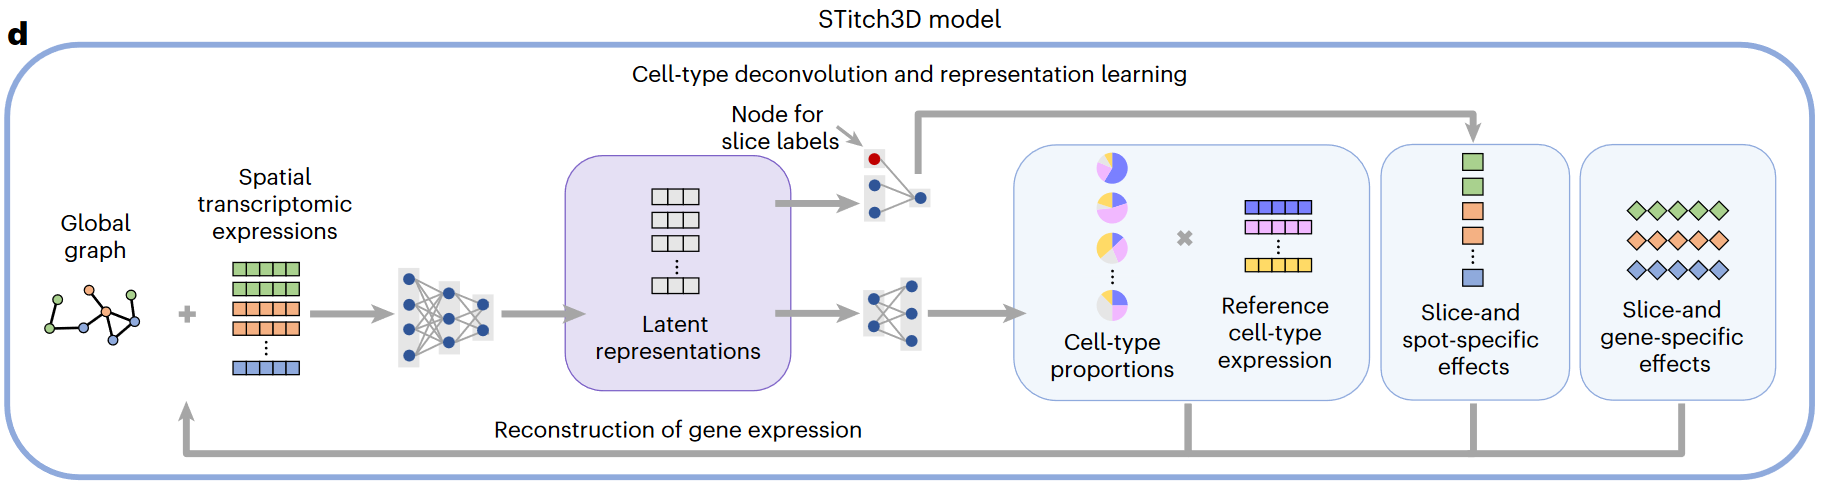 d
STitch3D model
Cell-type deconvolution and representation learning
Node for
slice labels
Spatial
transcriptomic
expressions
Global
graph
Latent
representations
Cell-type
proportions
Reference
cell-type
expression
Slice-and
spot-specific
effects
Slice-and
gene-specific
effects
Reconstruction of gene expression